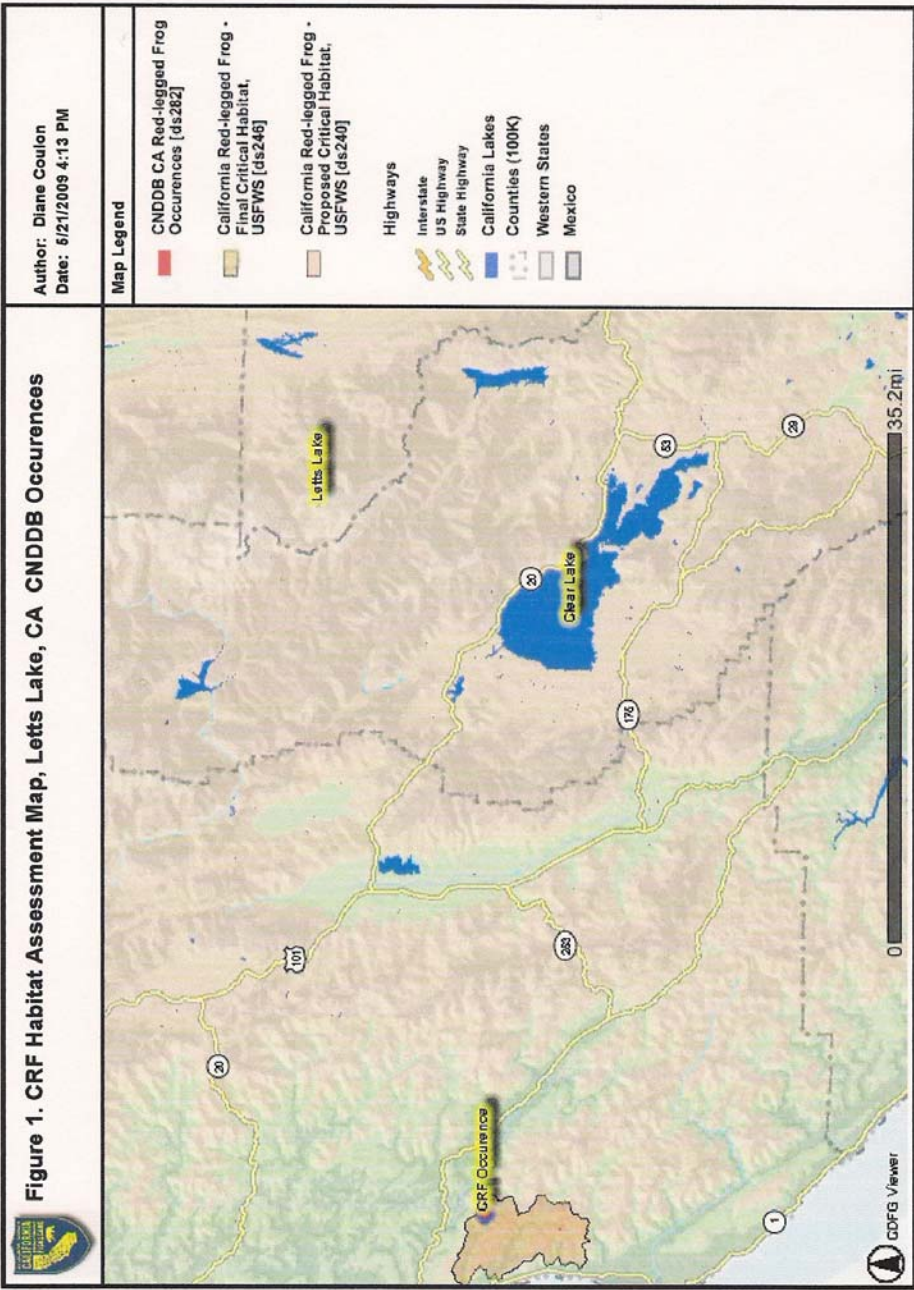 Figure 1. CRF Habitat Assessment Map, Letts Lake, CA CNDDB Occurences
Author: Diane Coulon
Date: 5/21/2009 4:13 PM
Map Legend
CNDDB CA Red-legged Frog
Occurences [ds282]
California Red-legged Frog -
Final Critical Habitat,
USFWS [ds246]
California Red-legged Frog -
Proposed Critical Habitat,
USFWS [ds240]
Highways
Interstate
US Highway
State Highway
California Lakes
Counties (100K)
Western States
Mexico
Letts Lake
20
101
20
Clear Lake
53
CRF Occurence
253
175
29
1
CDFG Viewer
0
35.2mi
CALIFORNIA